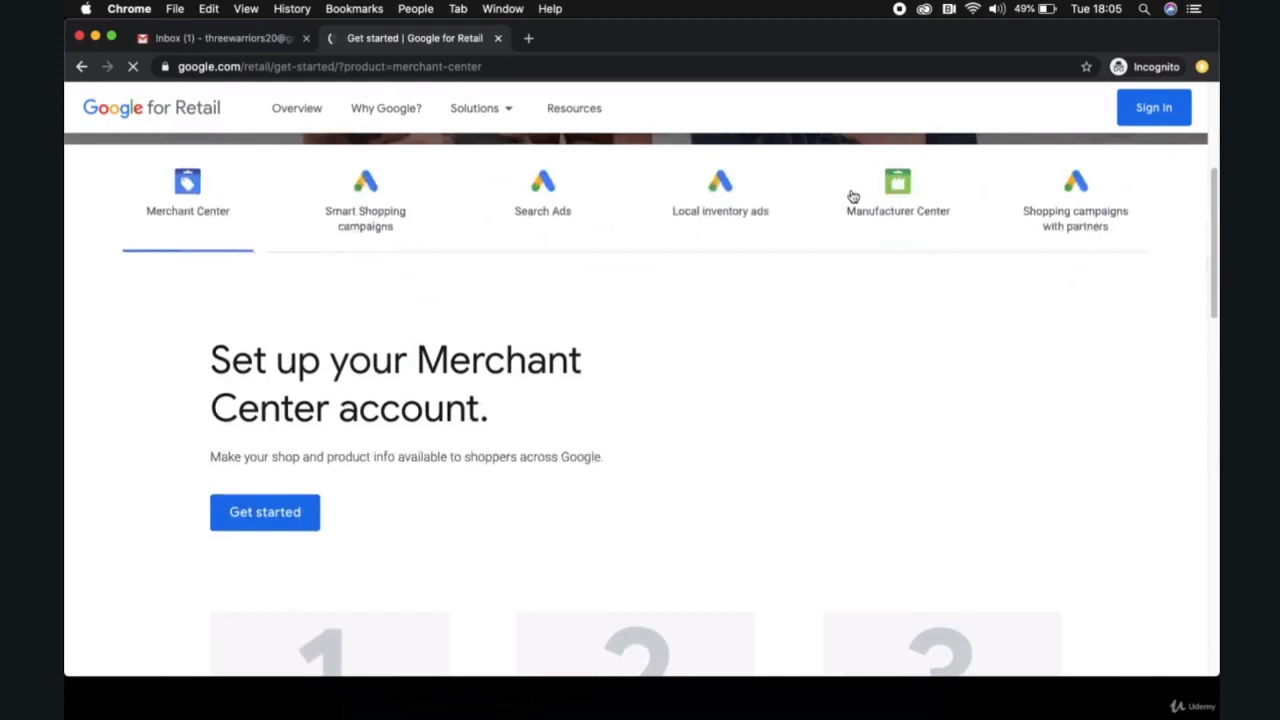 Chrome File Edit View History Bookmarks People Tab Window Help 49% Tue 18:05
Inbox (1) - threewarriors20@g Get started | Google for Retail
google.com/retail/get-started/?product=merchant-center Incognito
Google for Retail Overview Why Google? Solutions Resources Sign In
Merchant Center Smart Shopping campaigns Search Ads Local inventory ads Manufacturer Center Shopping campaigns with partners
Set up your Merchant
Center account.
Make your shop and product info available to shoppers across Google.
Get started
1 2 3
Udemy